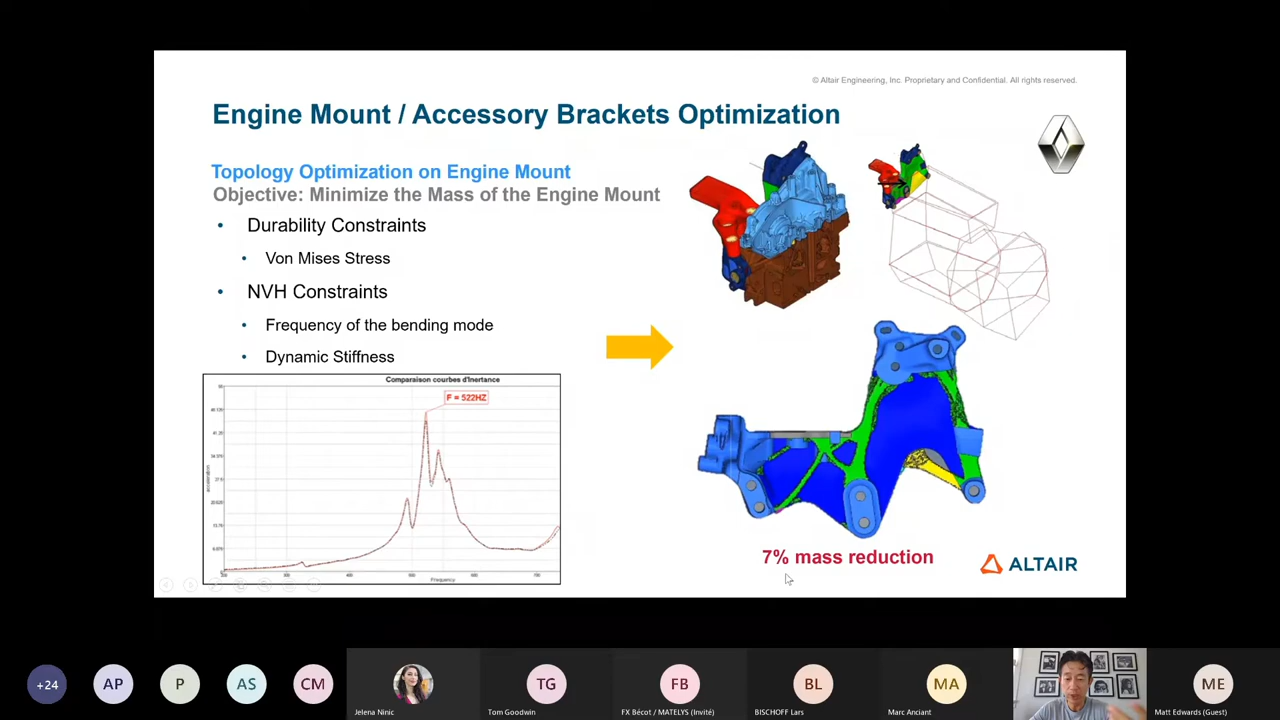 © Altair Engineering, Inc. Proprietary and Confidential. All rights reserved.
Engine Mount / Accessory Brackets Optimization
Topology Optimization on Engine Mount
Objective: Minimize the Mass of the Engine Mount
• Durability Constraints
• Von Mises Stress
• NVH Constraints
• Frequency of the bending mode
• Dynamic Stiffness
Comparaison courbes d'Inertance
F = 522HZ
Frequency
7% mass reduction
ALTAIR
+24
AP
P
AS
CM
Jelena Ninic
TG
Tom Goodwin
FB
FX Bécot / MATELYS (Invité)
BL
BISCHOFF Lars
MA
Marc Anciant
ME
Matt Edwards (Guest)